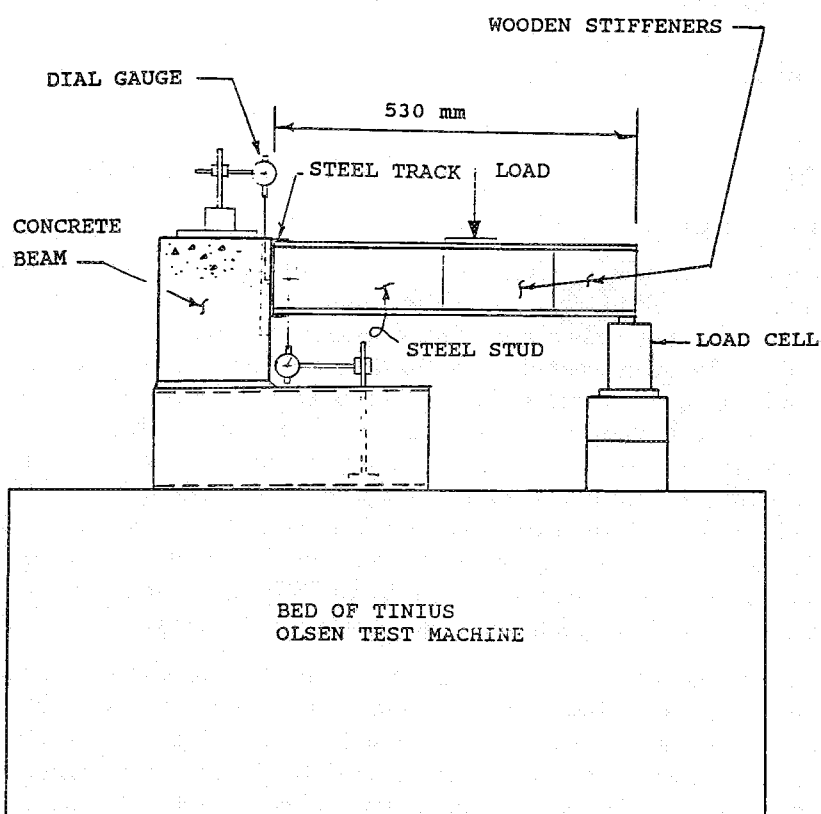 WOODEN STIFFENERS
DIAL GAUGE
530 mm
STEEL TRACK
LOAD
CONCRETE
BEAM
STEEL STUD
LOAD CELL
BED OF TINIUS
OLSEN TEST MACHINE